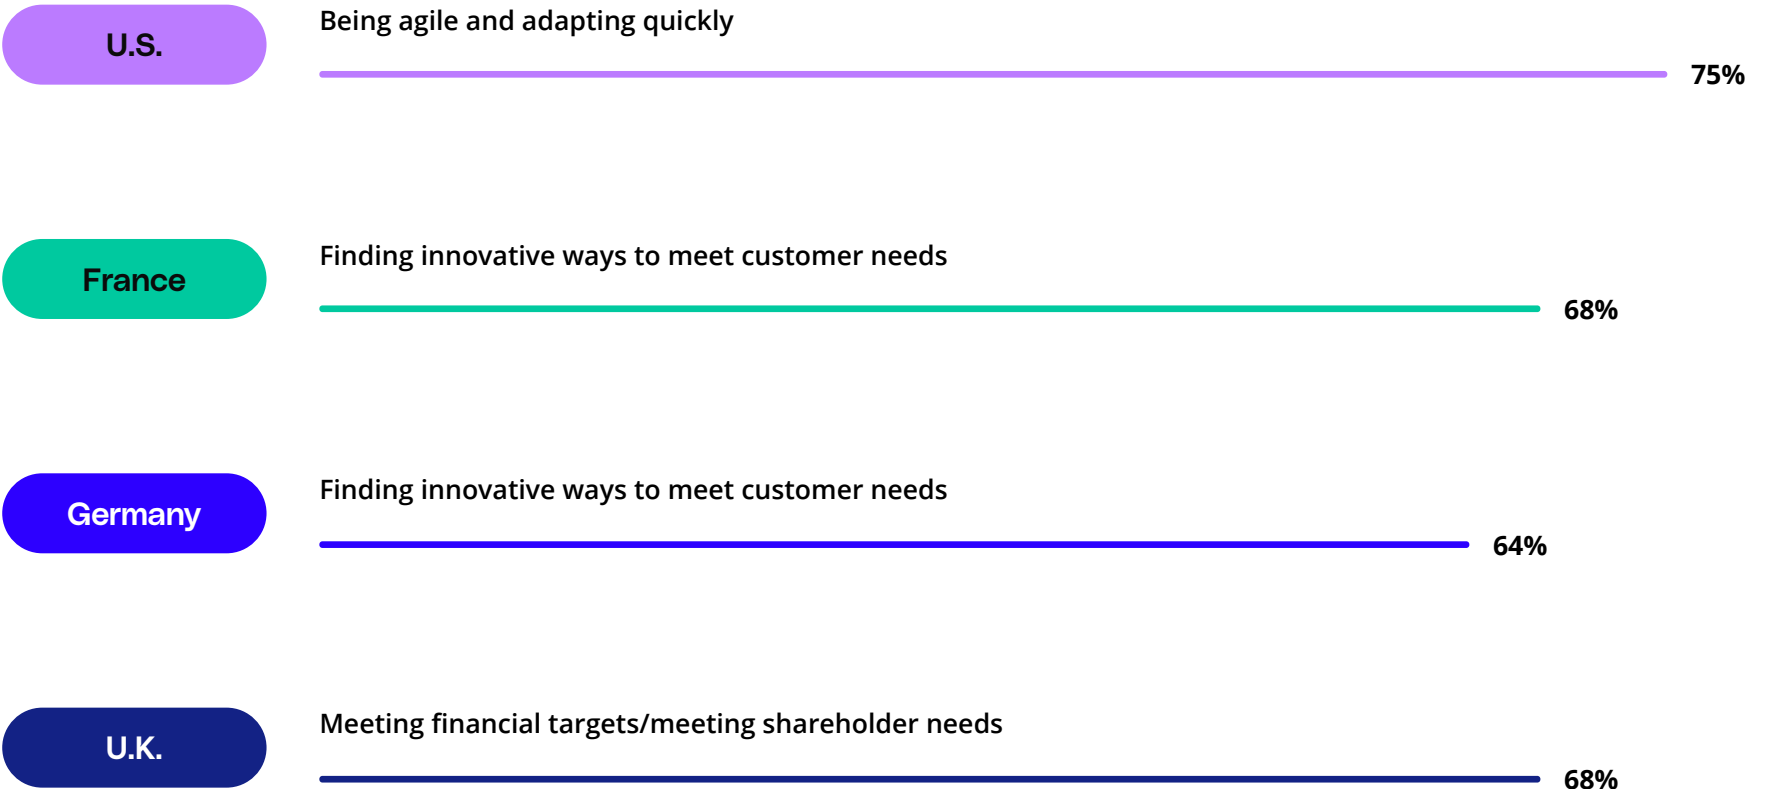 U.S.
Being agile and adapting quickly
75%
France
Finding innovative ways to meet customer needs
68%
Germany
Finding innovative ways to meet customer needs
64%
U.K.
Meeting financial targets/meeting shareholder needs
68%